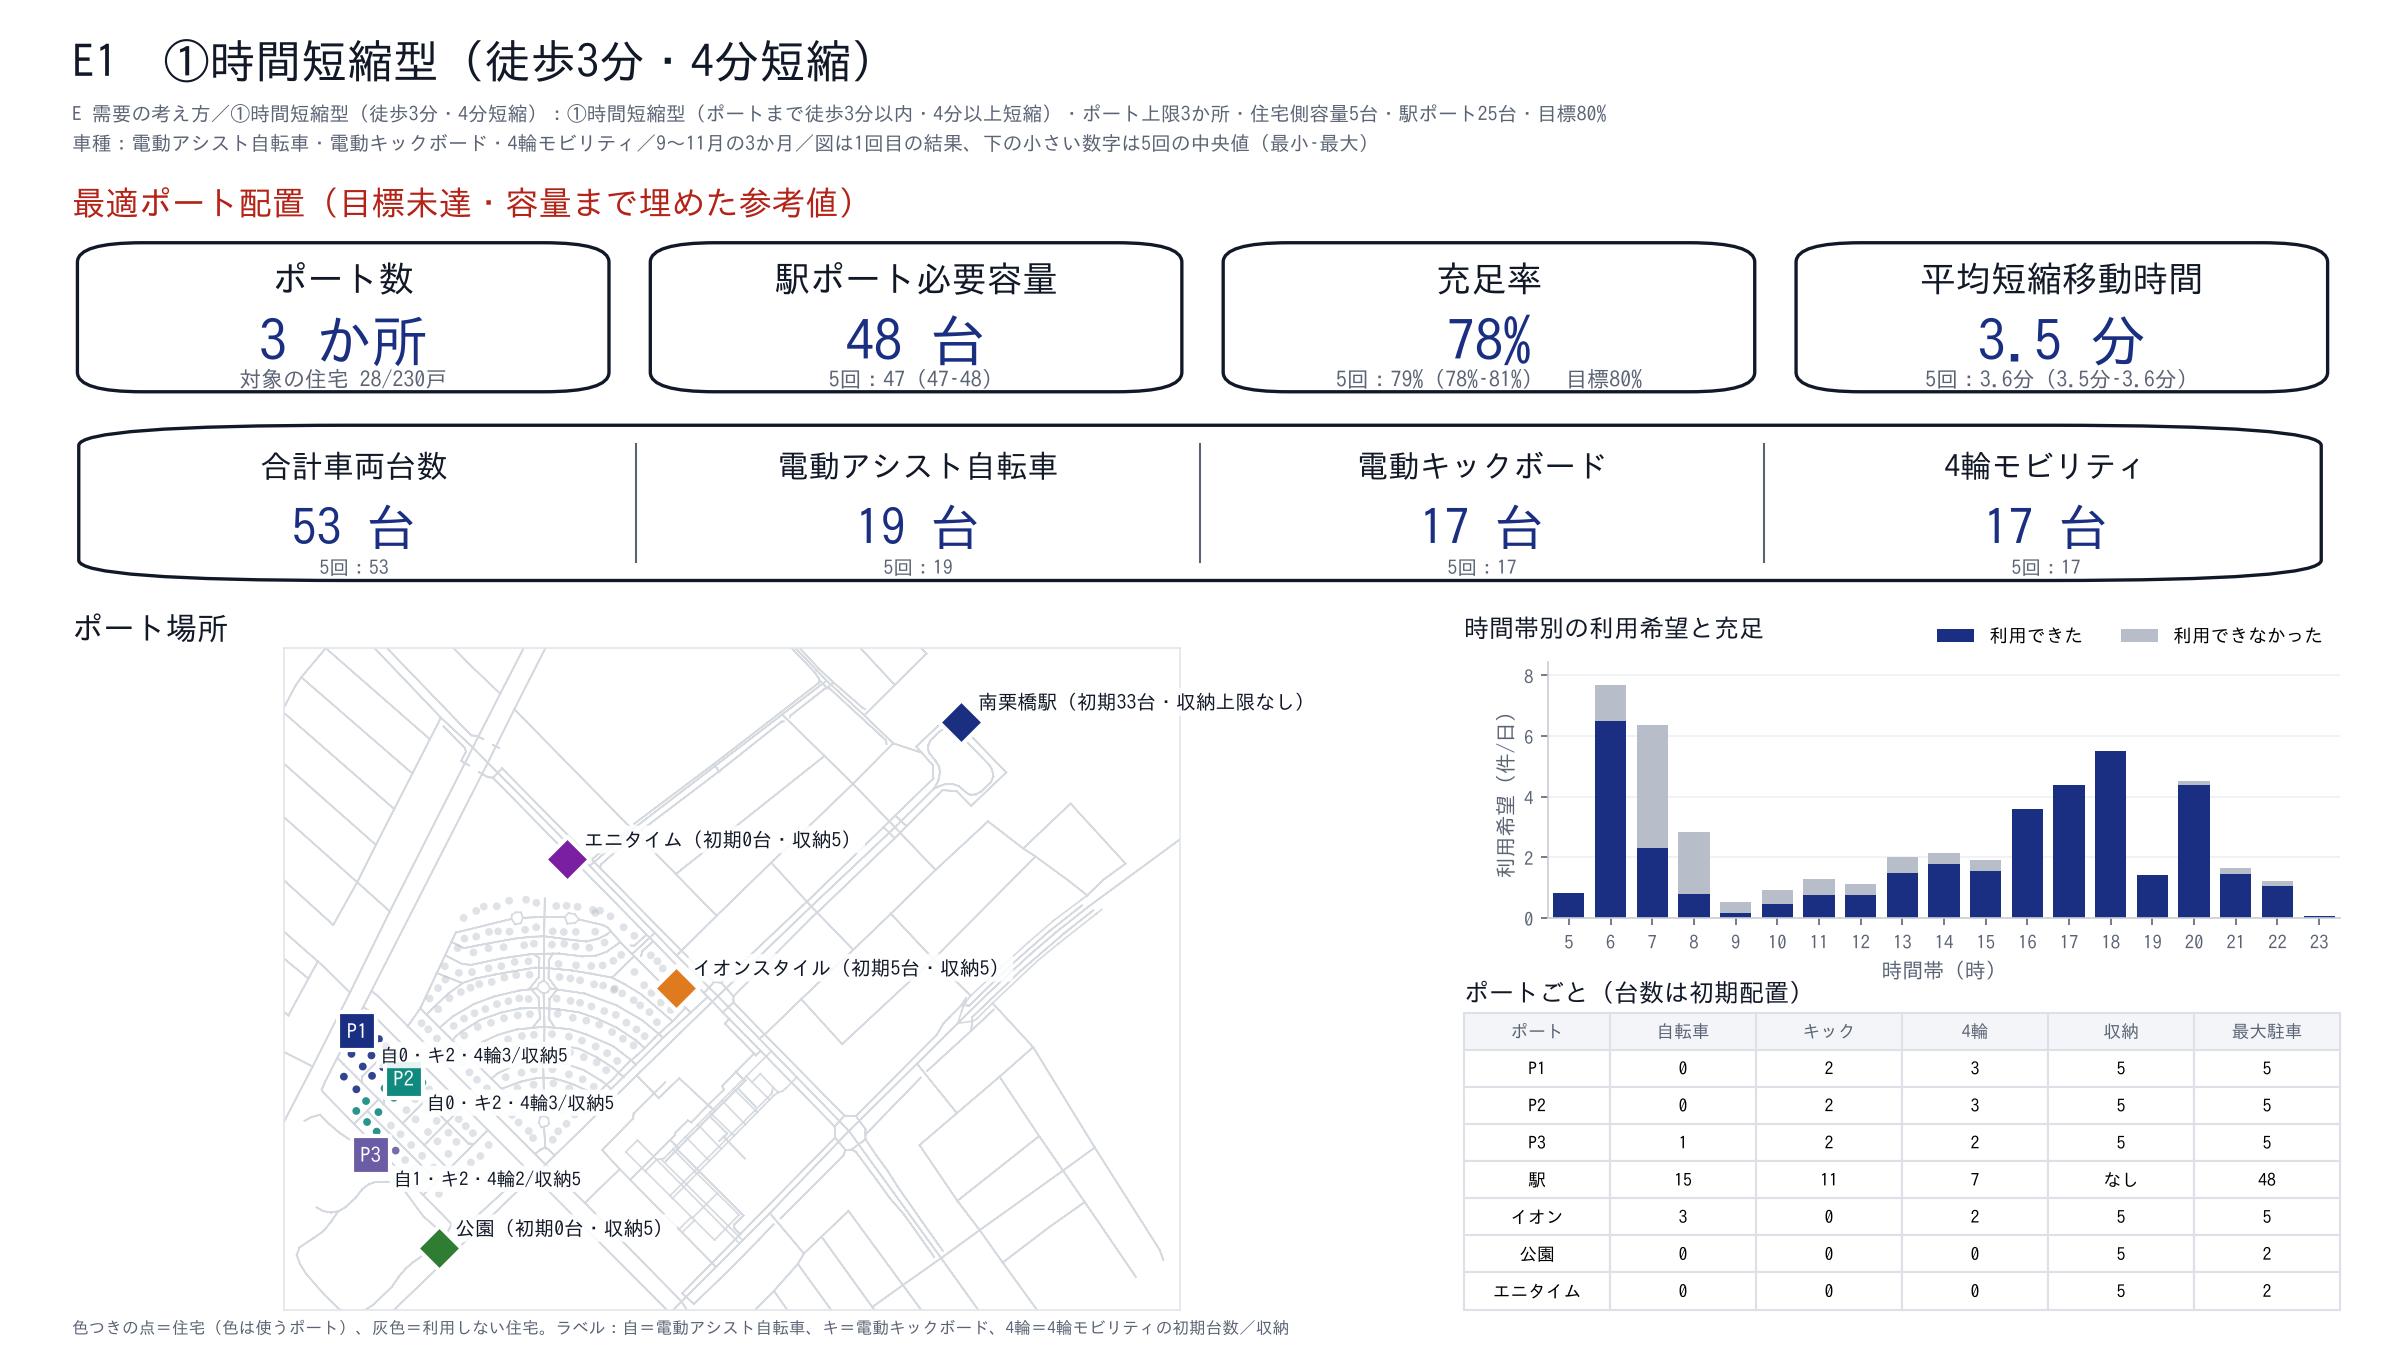 E1　①時間短縮型（徒歩3分・4分短縮）
E 需要の考え方／①時間短縮型（徒歩3分・4分短縮）：①時間短縮型（ポートまで徒歩3分以内・4分以上短縮）・ポート上限3か所・住宅側容量5台・駅ポート25台・目標80%
車種：電動アシスト自転車・電動キックボード・4輪モビリティ／9～11月の3か月／図は1回目の結果、下の小さい数字は5回の中央値（最小-最大）
最適ポート配置（目標未達・容量まで埋めた参考値）
ポート数
3 か所
対象の住宅 28/230戸
駅ポート必要容量
48 台
5回：47（47-48）
充足率
78%
5回：79%（78%-81%）　目標80%
平均短縮移動時間
3.5 分
5回：3.6分（3.5分-3.6分）
合計車両台数
53 台
5回：53
電動アシスト自転車
19 台
5回：19
電動キックボード
17 台
5回：17
4輪モビリティ
17 台
5回：17
ポート場所
南栗橋駅（初期33台・収納上限なし）
エニタイム（初期0台・収納5）
イオンスタイル（初期5台・収納5）
P1
自0・キ2・4輪3/収納5
P2
自0・キ2・4輪3/収納5
P3
自1・キ2・4輪2/収納5
公園（初期0台・収納5）
時間帯別の利用希望と充足
利用できた 利用できなかった
利用希望（件/日）
8
6
4
2
0
5 6 7 8 9 10 11 12 13 14 15 16 17 18 19 20 21 22 23
時間帯（時）
ポートごと（台数は初期配置）
ポート 自転車 キック 4輪 収納 最大駐車
P1 0 2 3 5 5
P2 0 2 3 5 5
P3 1 2 2 5 5
駅 15 11 7 なし 48
イオン 3 0 2 5 5
公園 0 0 0 5 2
エニタイム 0 0 0 5 2
色つきの点＝住宅（色は使うポート）、灰色＝利用しない住宅。ラベル：自＝電動アシスト自転車、キ＝電動キックボード、4輪＝4輪モビリティの初期台数／収納